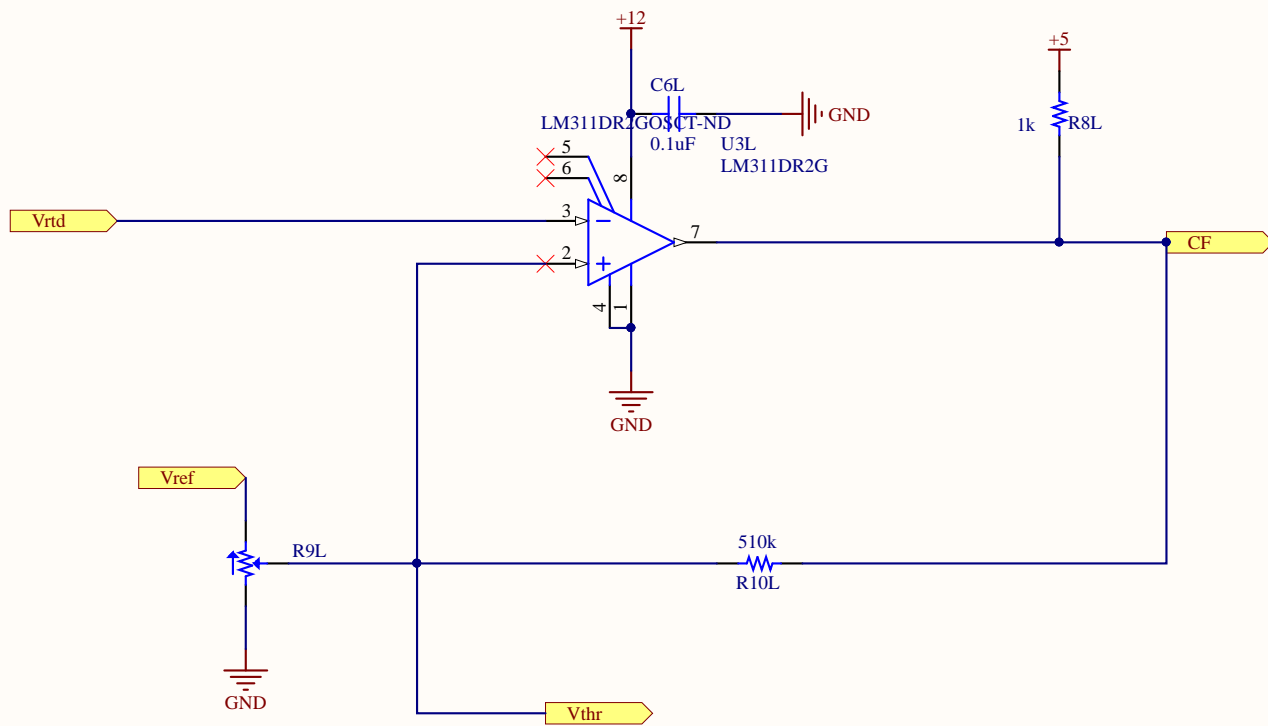 +12
+5
C6L
GND
LM311DR2GOSCT-ND
1k
R8L
0.1uF
U3L
LM311DR2G
5
6
8
Vrtd
3
7
CF
2
4
1
GND
Vref
R9L
510k
R10L
GND
Vthr